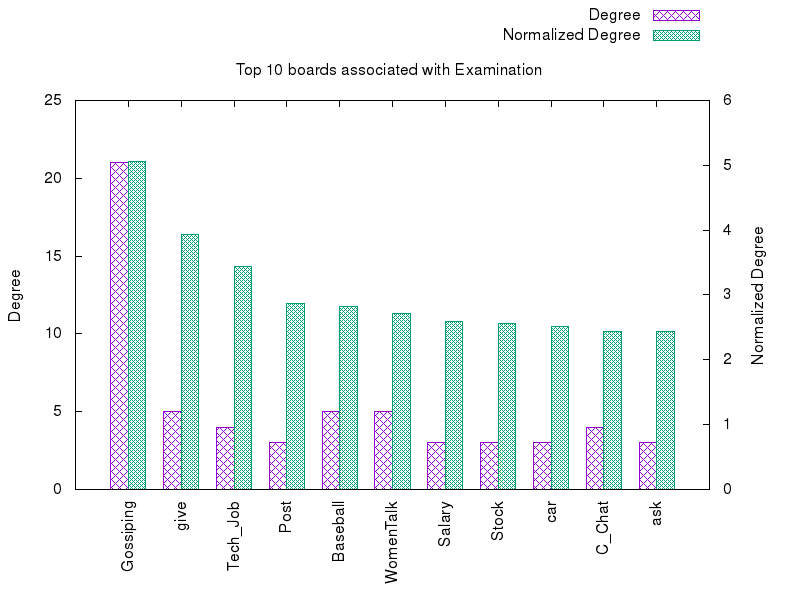 Degree
Normalized Degree
Top 10 boards associated with Examination
25
20
15
10
5
0
6
5
4
3
2
1
0
Degree
Normalized Degree
Gossiping
give
Tech_Job
Post
Baseball
WomenTalk
Salary
Stock
car
C_Chat
ask